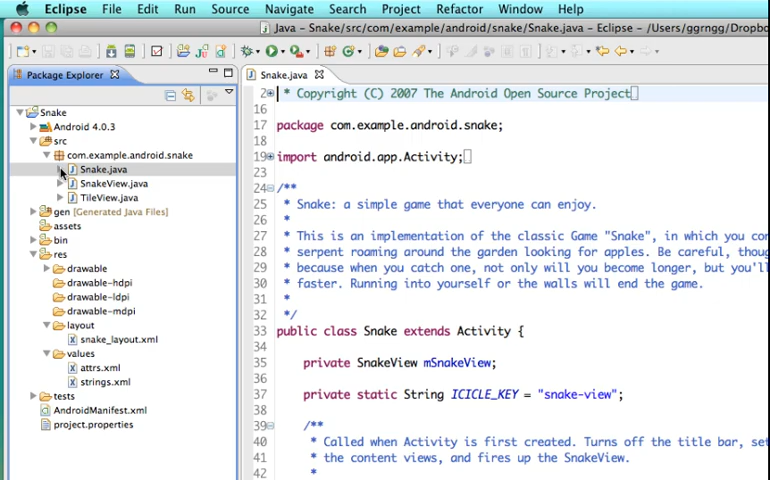 Eclipse File Edit Run Source Navigate Search Project Refactor Window Help
Java – Snake/src/com/example/android/snake/Snake.java – Eclipse – /Users/ggrngg/Dropbo
Package Explorer
Snake
Android 4.0.3
src
com.example.android.snake
Snake.java
SnakeView.java
TileView.java
gen [Generated Java Files]
assets
bin
res
drawable
drawable-hdpi
drawable-ldpi
drawable-mdpi
layout
snake_layout.xml
values
attrs.xml
strings.xml
tests
AndroidManifest.xml
project.properties
Snake.java
2 * Copyright (C) 2007 The Android Open Source Project
16
17 package com.example.android.snake;
18
19 import android.app.Activity;
23
24 /**
25 * Snake: a simple game that everyone can enjoy.
26 *
27 * This is an implementation of the classic Game "Snake", in which you con
28 * serpent roaming around the garden looking for apples. Be careful, thoug
29 * because when you catch one, not only will you become longer, but you'll
30 * faster. Running into yourself or the walls will end the game.
31 *
32 */
33 public class Snake extends Activity {
34
35 private SnakeView mSnakeView;
36
37 private static String ICICLE_KEY = "snake-view";
38
39 /**
40 * Called when Activity is first created. Turns off the title bar, set
41 * the content views, and fires up the SnakeView.
42 *